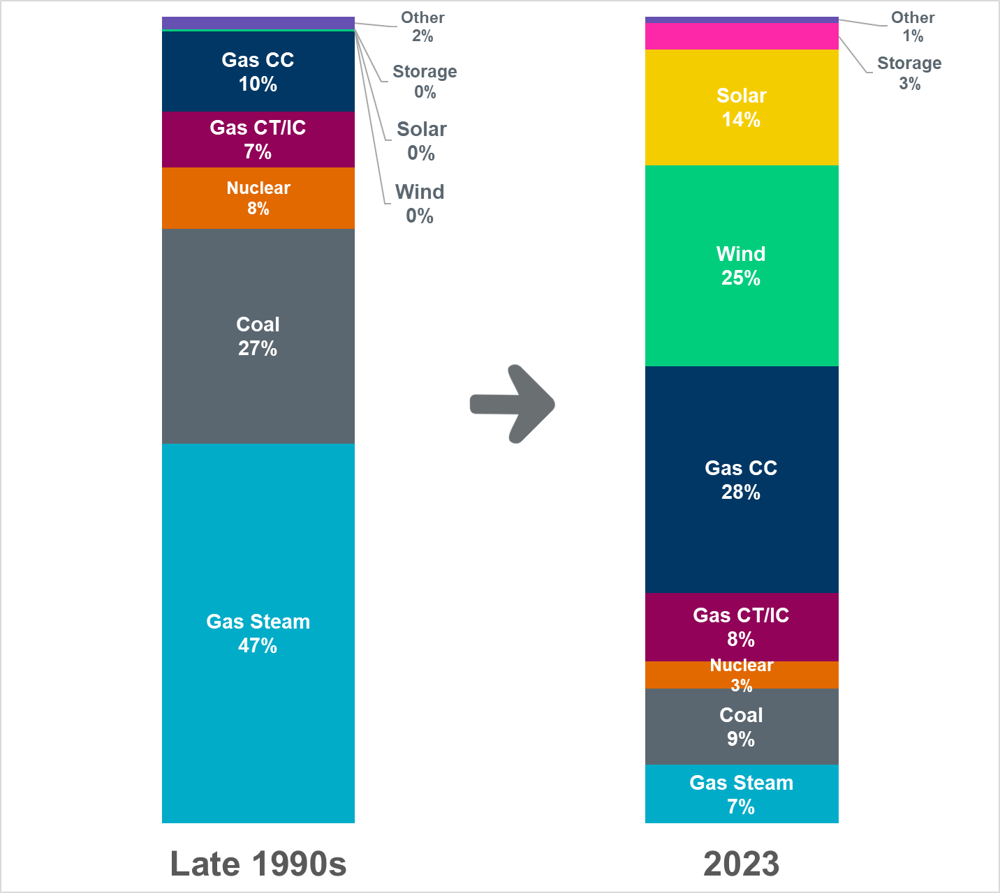 Other
2%
Gas CC
10%
Storage
0%
Gas CT/IC
7%
Solar
0%
Nuclear
8%
Wind
0%
Coal
27%
Gas Steam
47%
Late 1990s
Other
1%
Storage
3%
Solar
14%
Wind
25%
Gas CC
28%
Gas CT/IC
8%
Nuclear
3%
Coal
9%
Gas Steam
7%
2023